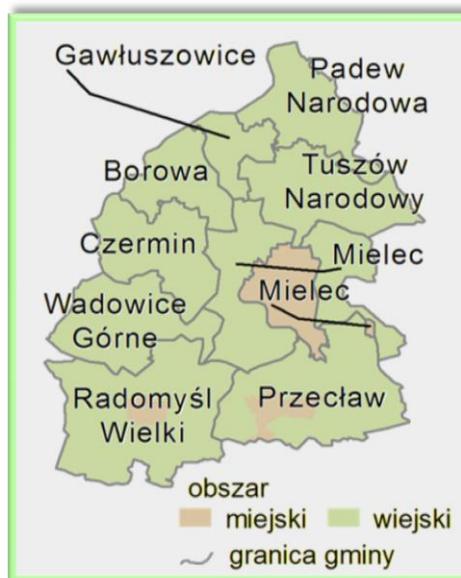 Gawłuszowice
Padew
Narodowa
Borowa
Tuszów
Narodowy
Czermin
Mielec
Mielec
Wadowice
Górne
Radomyśl
Wielki
Przecław
obszar
miejski
wiejski
granica gminy